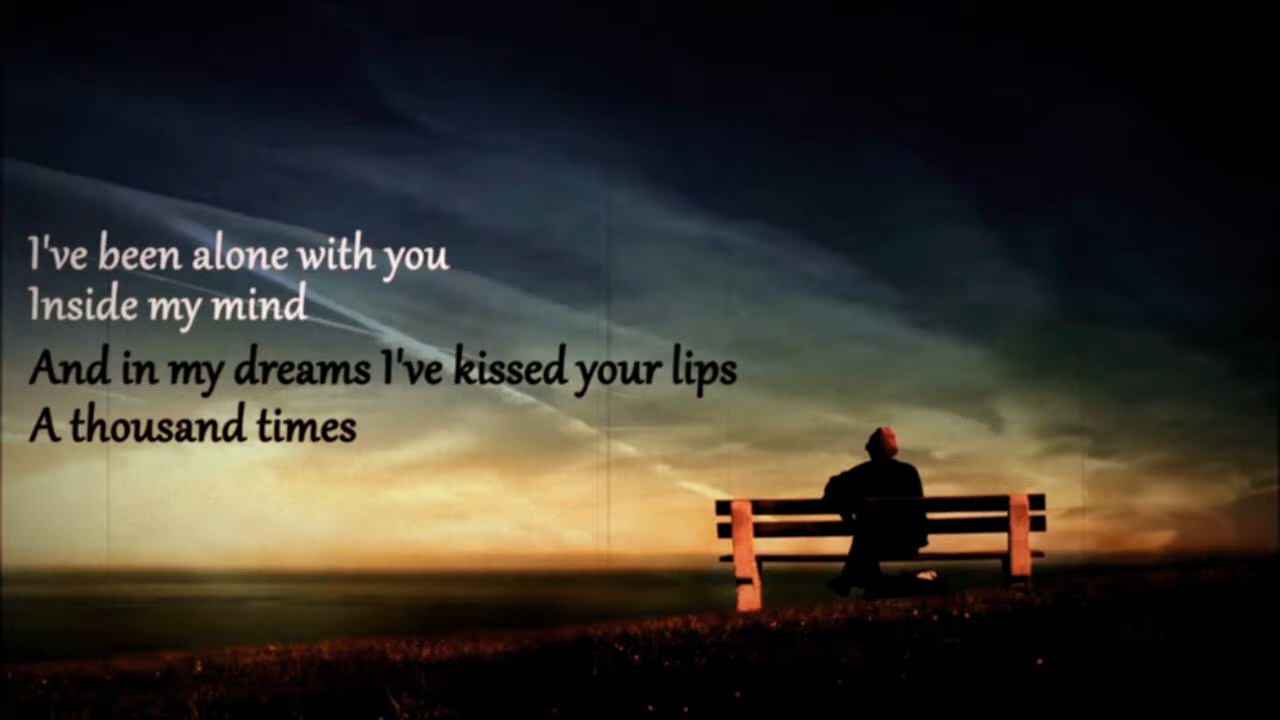 I've been alone with you
Inside my mind
And in my dreams I've kissed your lips
A thousand times